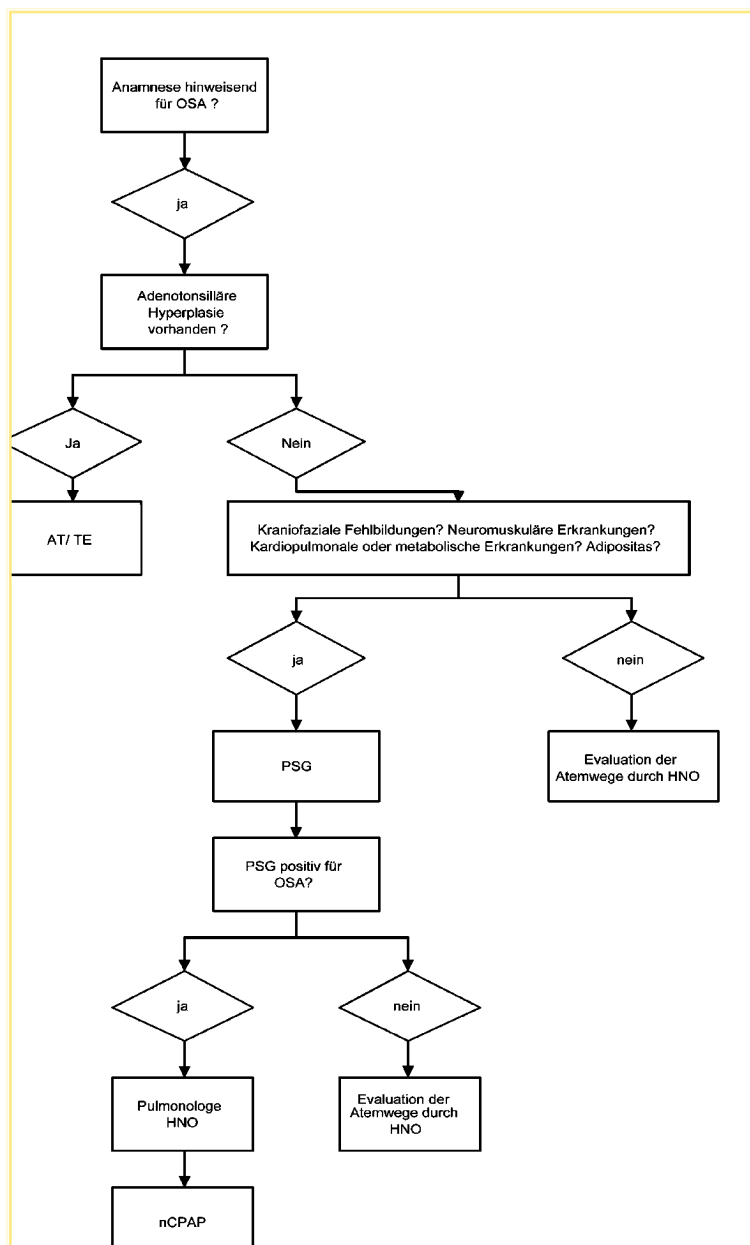 Anamnese hinweisend
für OSA ?
ja
Adenotonsilläre
Hyperplasie
vorhanden ?
Ja
Nein
AT/ TE
Kraniofaziale Fehlbildungen? Neuromuskuläre Erkrankungen?
Kardiopulmonale oder metabolische Erkrankungen? Adipositas?
ja
nein
PSG
Evaluation der
Atemwege durch HNO
PSG positiv für
OSA?
ja
nein
Pulmonologe
HNO
Evaluation der
Atemwege durch
HNO
nCPAP